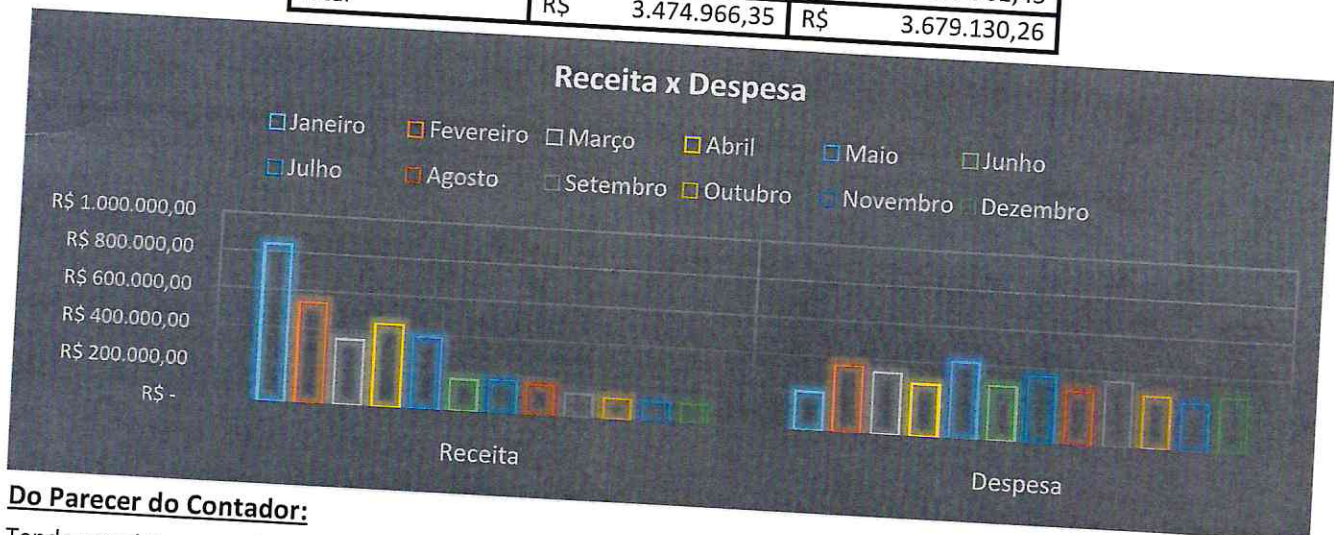 R$ 3.474.966,35 R$ 3.679.130,26
Receita x Despesa
Janeiro Fevereiro Março Abril Maio Junho
Julho Agosto Setembro Outubro Novembro Dezembro
R$ 1.000.000,00
R$ 800.000,00
R$ 600.000,00
R$ 400.000,00
R$ 200.000,00
R$ -
Receita Despesa
Do Parecer do Contador: